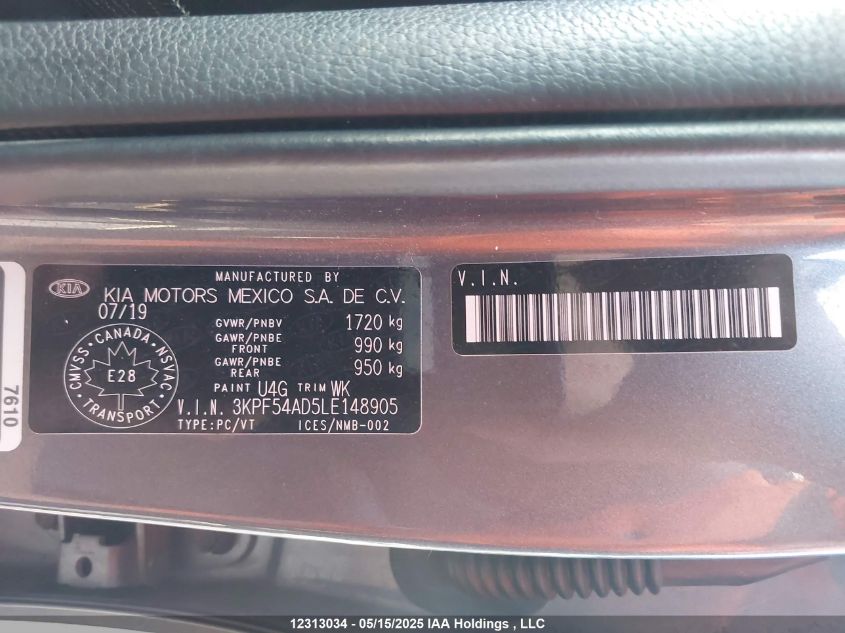 MANUFACTURED BY
KIA
KIA MOTORS MEXICO S.A. DE C.V.
07/19
GVWR/PNBV 1720 kg
GAWR/PNBE FRONT 990 kg
GAWR/PNBE REAR 950 kg
PAINT U4G TRIM WK
V.I.N. 3KPF54AD5LE148905
TYPE:PC/VT ICES/NMB-002
CMVSS · CANADA · NSVAC
E28
TRANSPORT
V.I.N.
7610
12313034 - 05/15/2025 IAA Holdings , LLC